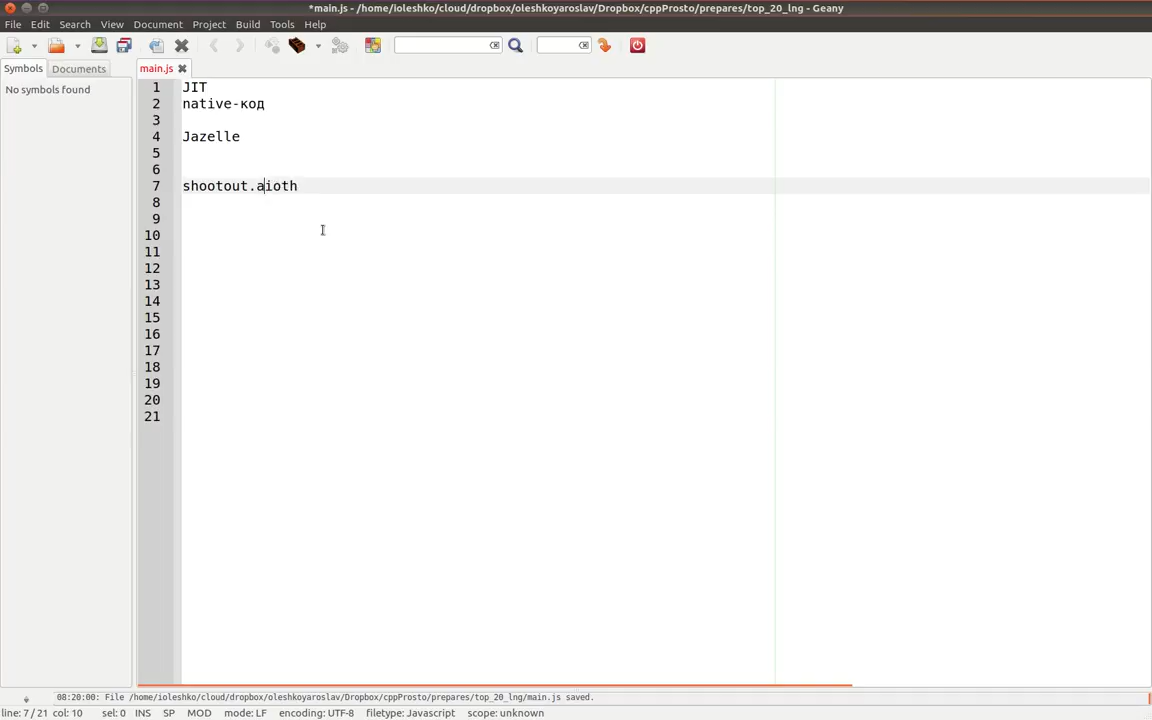 *main.js - /home/ioleshko/cloud/dropbox/oleshkoyaroslav/Dropbox/cppProsto/prepares/top_20_lng - Geany
File Edit Search View Document Project Build Tools Help
Symbols Documents main.js
No symbols found
1 JIT
2 native-код
3
4 Jazelle
5
6
7 shootout.aioth
8
9
10
11
12
13
14
15
16
17
18
19
20
21
08:20:00: File /home/ioleshko/cloud/dropbox/oleshkoyaroslav/Dropbox/cppProsto/prepares/top_20_lng/main.js saved.
line: 7 / 21 col: 10 sel: 0 INS SP MOD mode: LF encoding: UTF-8 filetype: Javascript scope: unknown